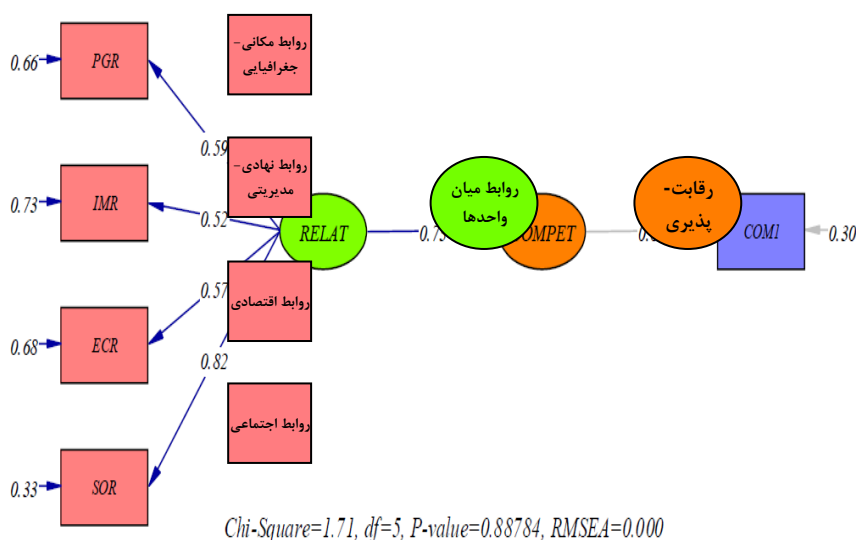 0.66
PGR
روابط مکانی-
جغرافیایی
0.59
0.73
IMR
روابط نهادی-
مدیریتی
0.52
RELAT
روابط میان
واحدها
رقابت-
پذیری
COM1
0.30
0.57
روابط اقتصادی
0.68
ECR
0.82
روابط اجتماعی
0.33
SOR
Chi-Square=1.71, df=5, P-value=0.88784, RMSEA=0.000